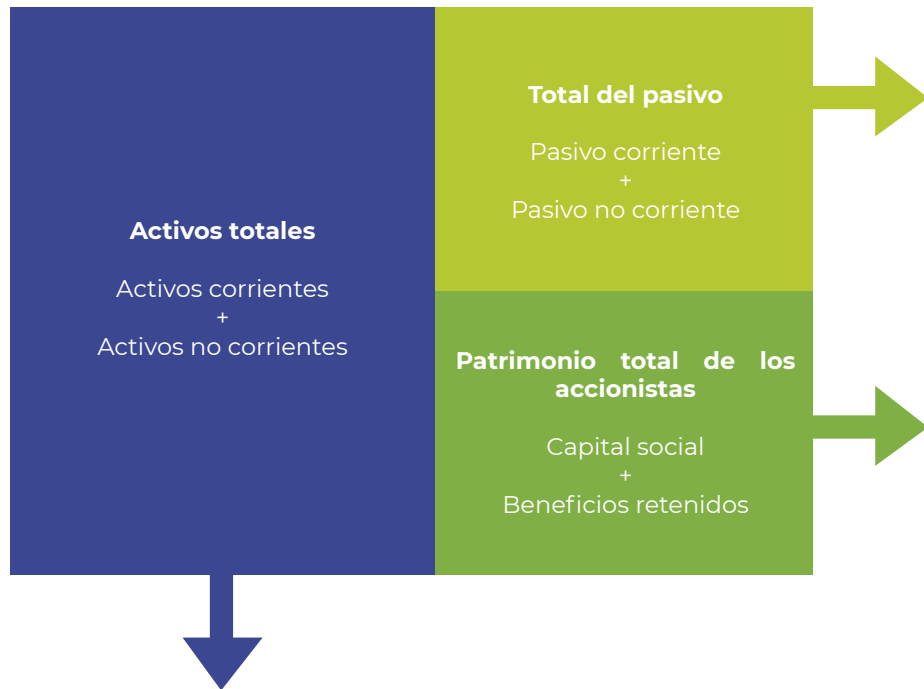 Activos totales
Activos corrientes
+
Activos no corrientes
Total del pasivo
Pasivo corriente
+
Pasivo no corriente
Patrimonio total de los
accionistas
Capital social
+
Beneficios retenidos